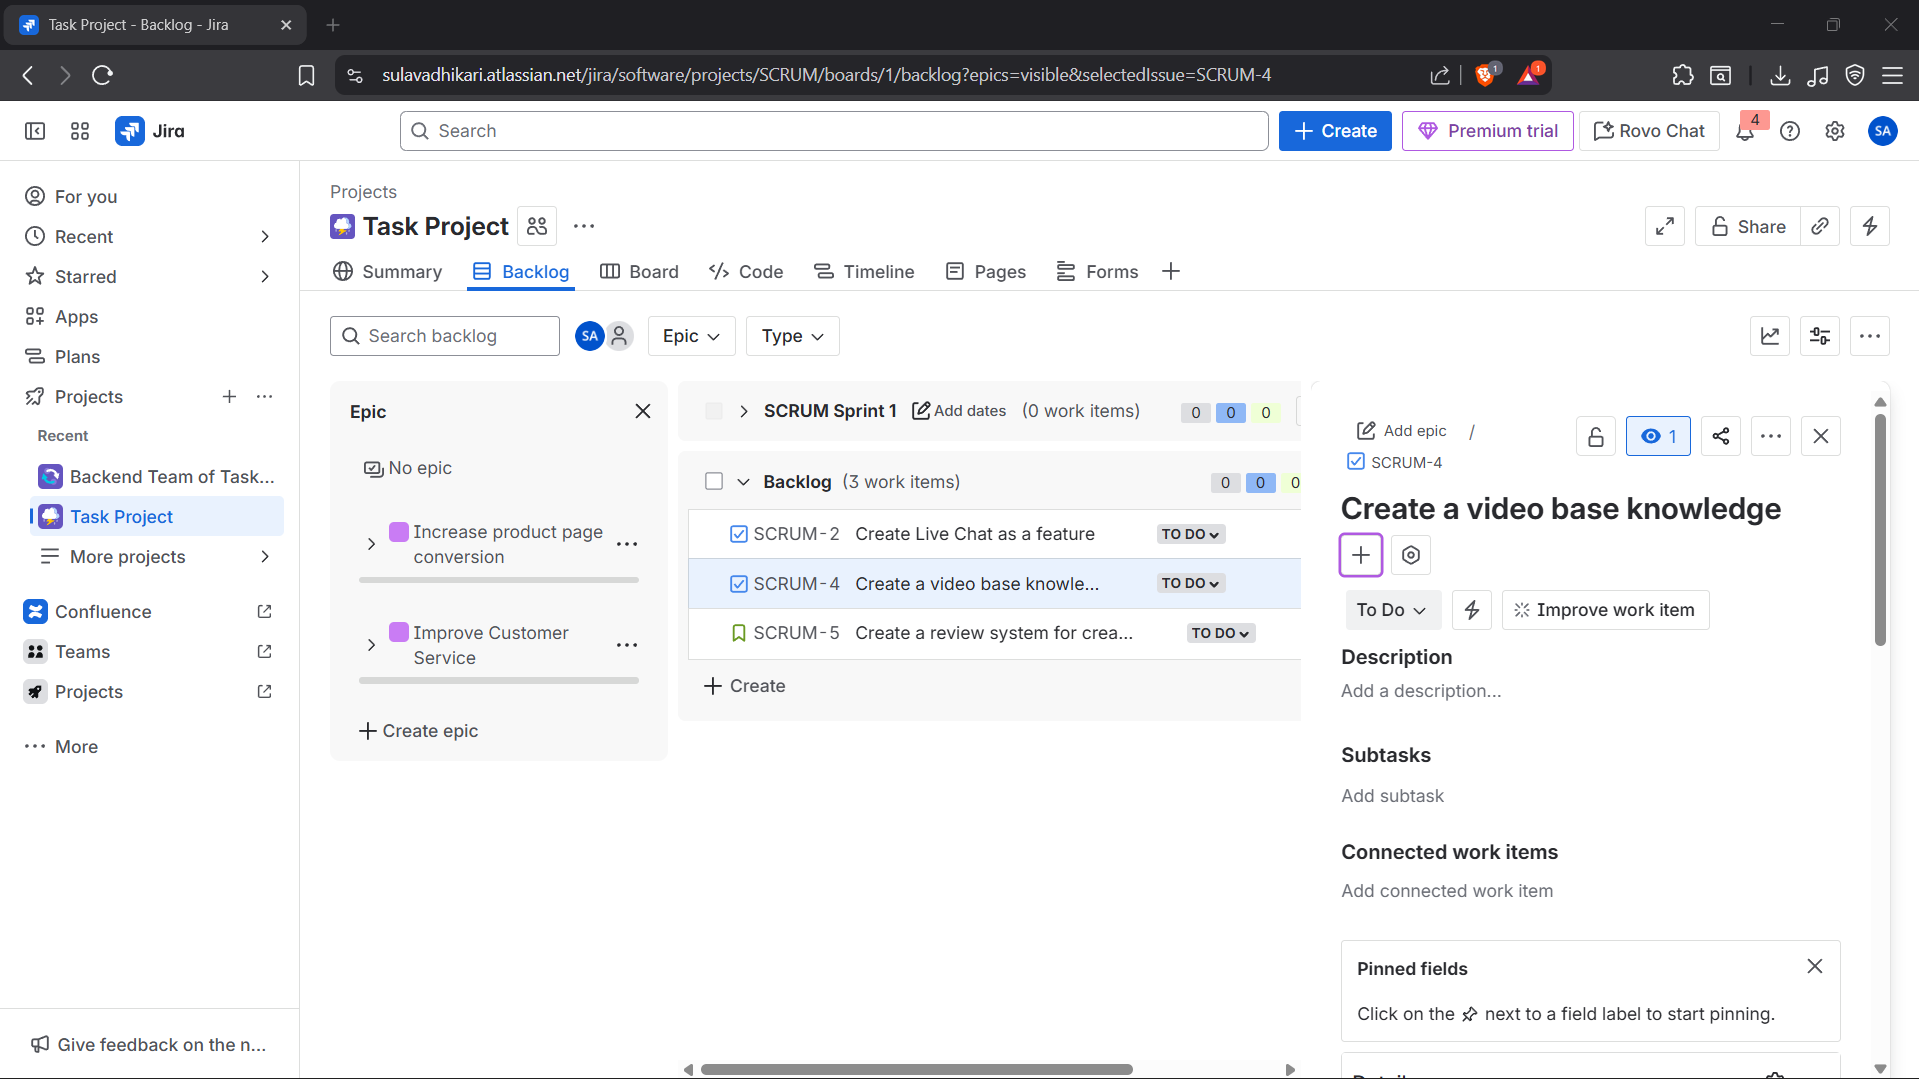 Task Project - Backlog - Jira
sulavadhikari.atlassian.net/jira/software/projects/SCRUM/boards/1/backlog?epics=visible&selectedIssue=SCRUM-4
1
1
Jira
Search
Create
Premium trial
Rovo Chat
4
SA
For you
Recent
Starred
Apps
Plans
Projects
Recent
Backend Team of Task...
Task Project
More projects
Confluence
Teams
Projects
More
Give feedback on the n...
Projects
Task Project
Share
Summary
Backlog
Board
Code
Timeline
Pages
Forms
Search backlog
SA
Epic
Type
Epic
No epic
Increase product page
conversion
Improve Customer
Service
Create epic
SCRUM Sprint 1 Add dates (0 work items) 0 0 0
Backlog (3 work items) 0 0 0
SCRUM-2 Create Live Chat as a feature TO DO
SCRUM-4 Create a video base knowle... TO DO
SCRUM-5 Create a review system for crea... TO DO
Create
Add epic /
SCRUM-4
1
Create a video base knowledge
To Do
Improve work item
Description
Add a description...
Subtasks
Add subtask
Connected work items
Add connected work item
Pinned fields
Click on the next to a field label to start pinning.